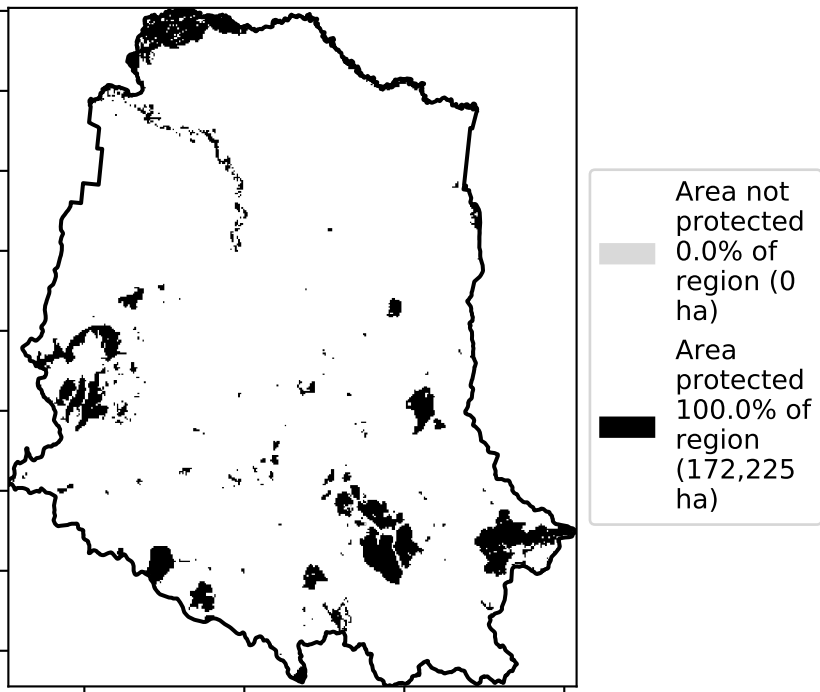 Area not
protected
0.0% of
region (0
ha)
Area
protected
100.0% of
region
(172,225
ha)